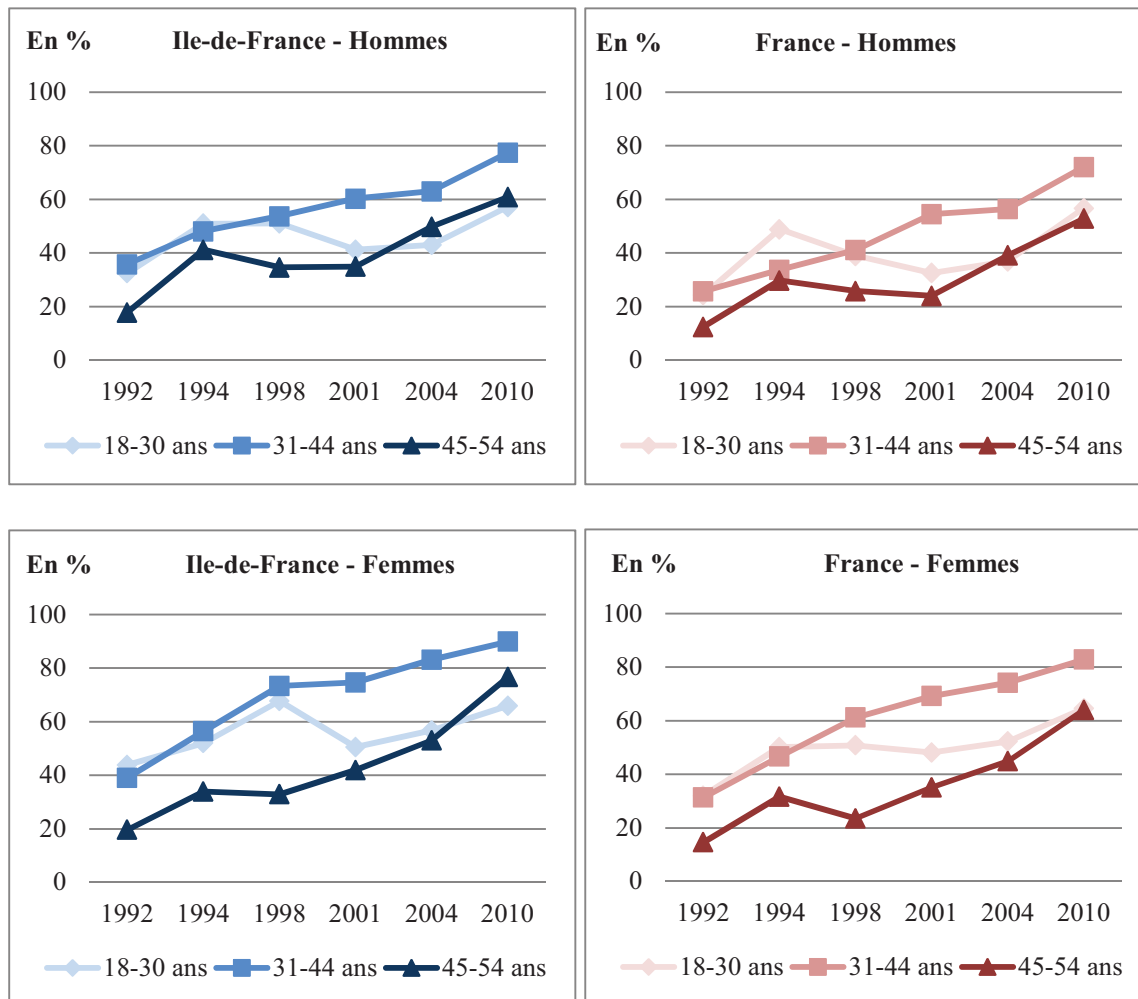 En % Ile-de-France - Hommes
100
80
60
40
20
0
1992 1994 1998 2001 2004 2010
18-30 ans 31-44 ans 45-54 ans
En % France - Hommes
100
80
60
40
20
0
1992 1994 1998 2001 2004 2010
18-30 ans 31-44 ans 45-54 ans
En % Ile-de-France - Femmes
100
80
60
40
20
0
1992 1994 1998 2001 2004 2010
18-30 ans 31-44 ans 45-54 ans
En % France - Femmes
100
80
60
40
20
0
1992 1994 1998 2001 2004 2010
18-30 ans 31-44 ans 45-54 ans